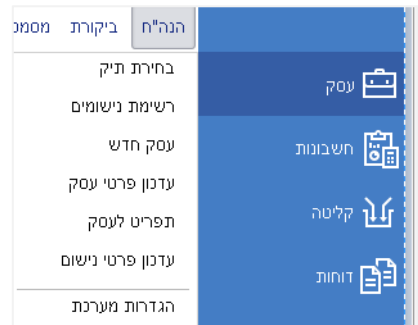 הנה"ח ביקורת
עסק
חשבונות
קליטה
דוחות
בחירת תיק
רשימת נישומים
עסק חדש
עדכון פרטי עסק
תפריט לעסק
עדכון פרטי נישום
הגדרות מערכת